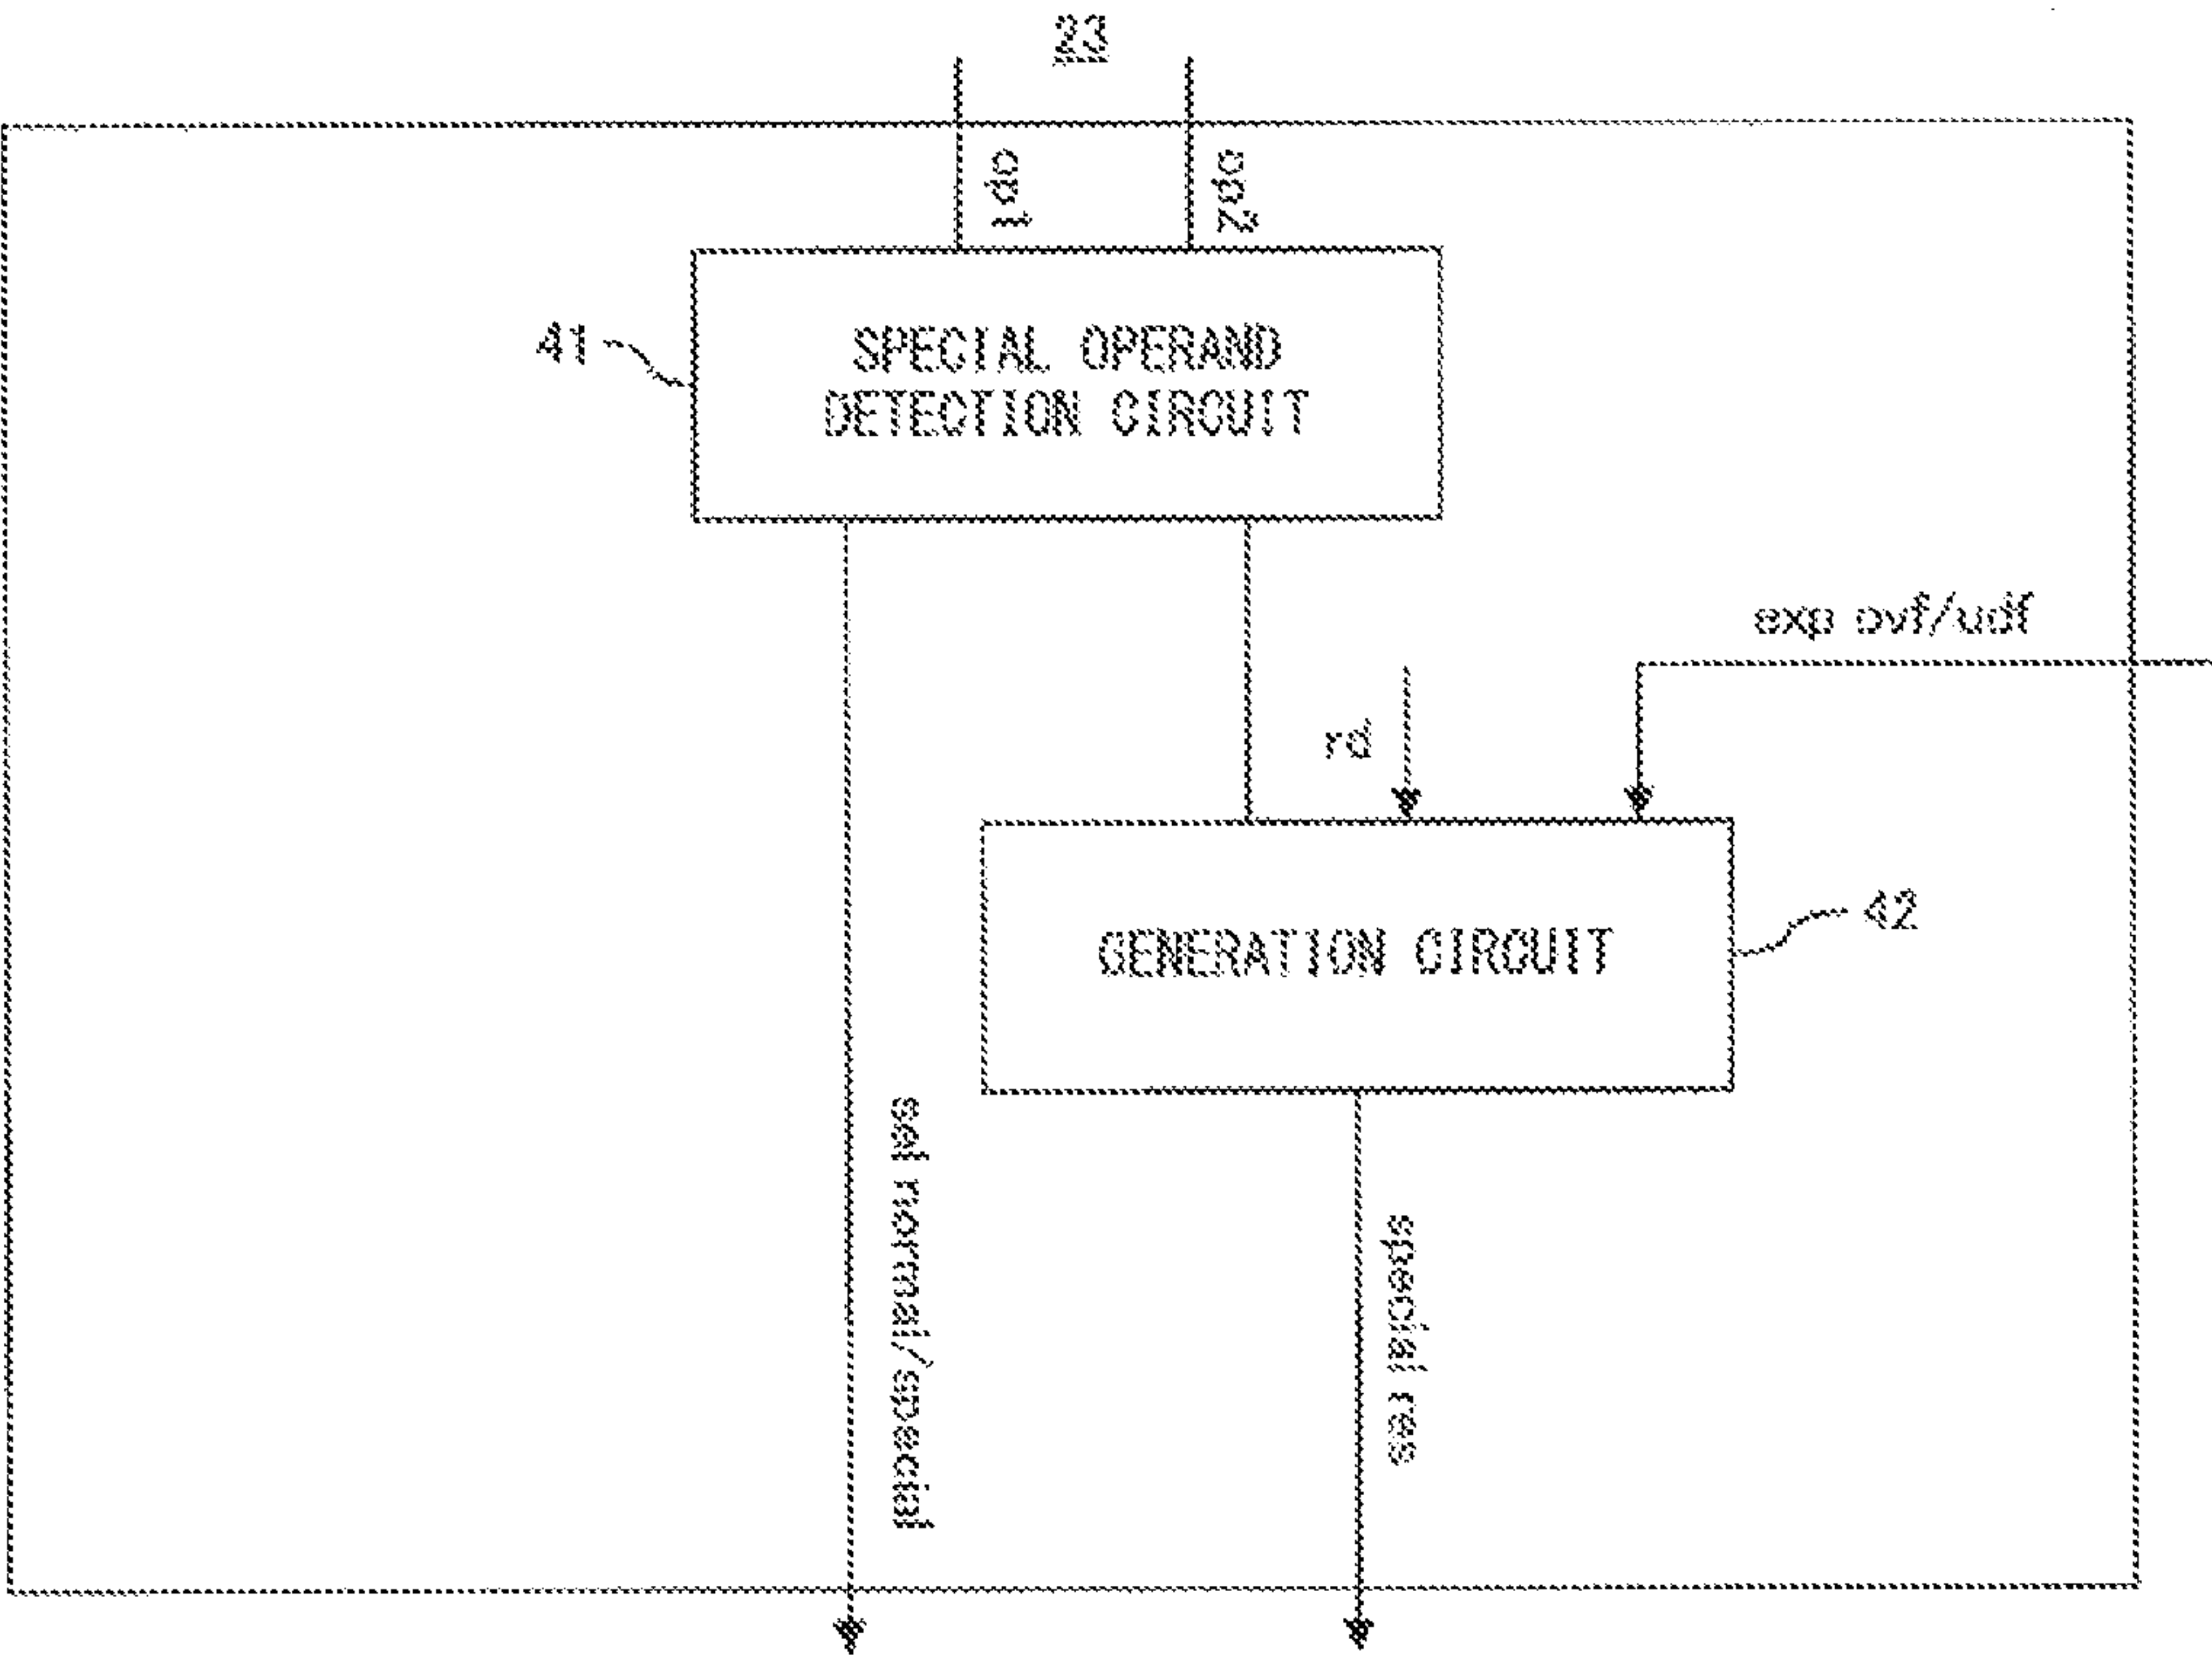 23
op1
op2
41
SPECIAL OPERAND
DETECTION CIRCUIT
exp ovf/udf
rd
42
GENERATION CIRCUIT
sel normal/special
special res